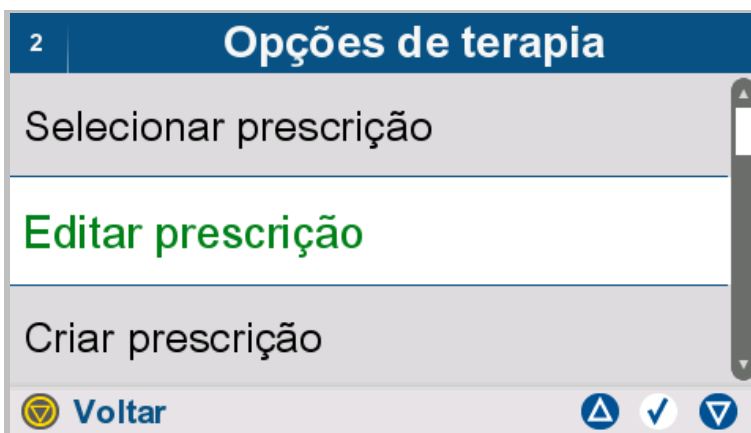 2 Opções de terapia
Selecionar prescrição
Editar prescrição
Criar prescrição
Voltar